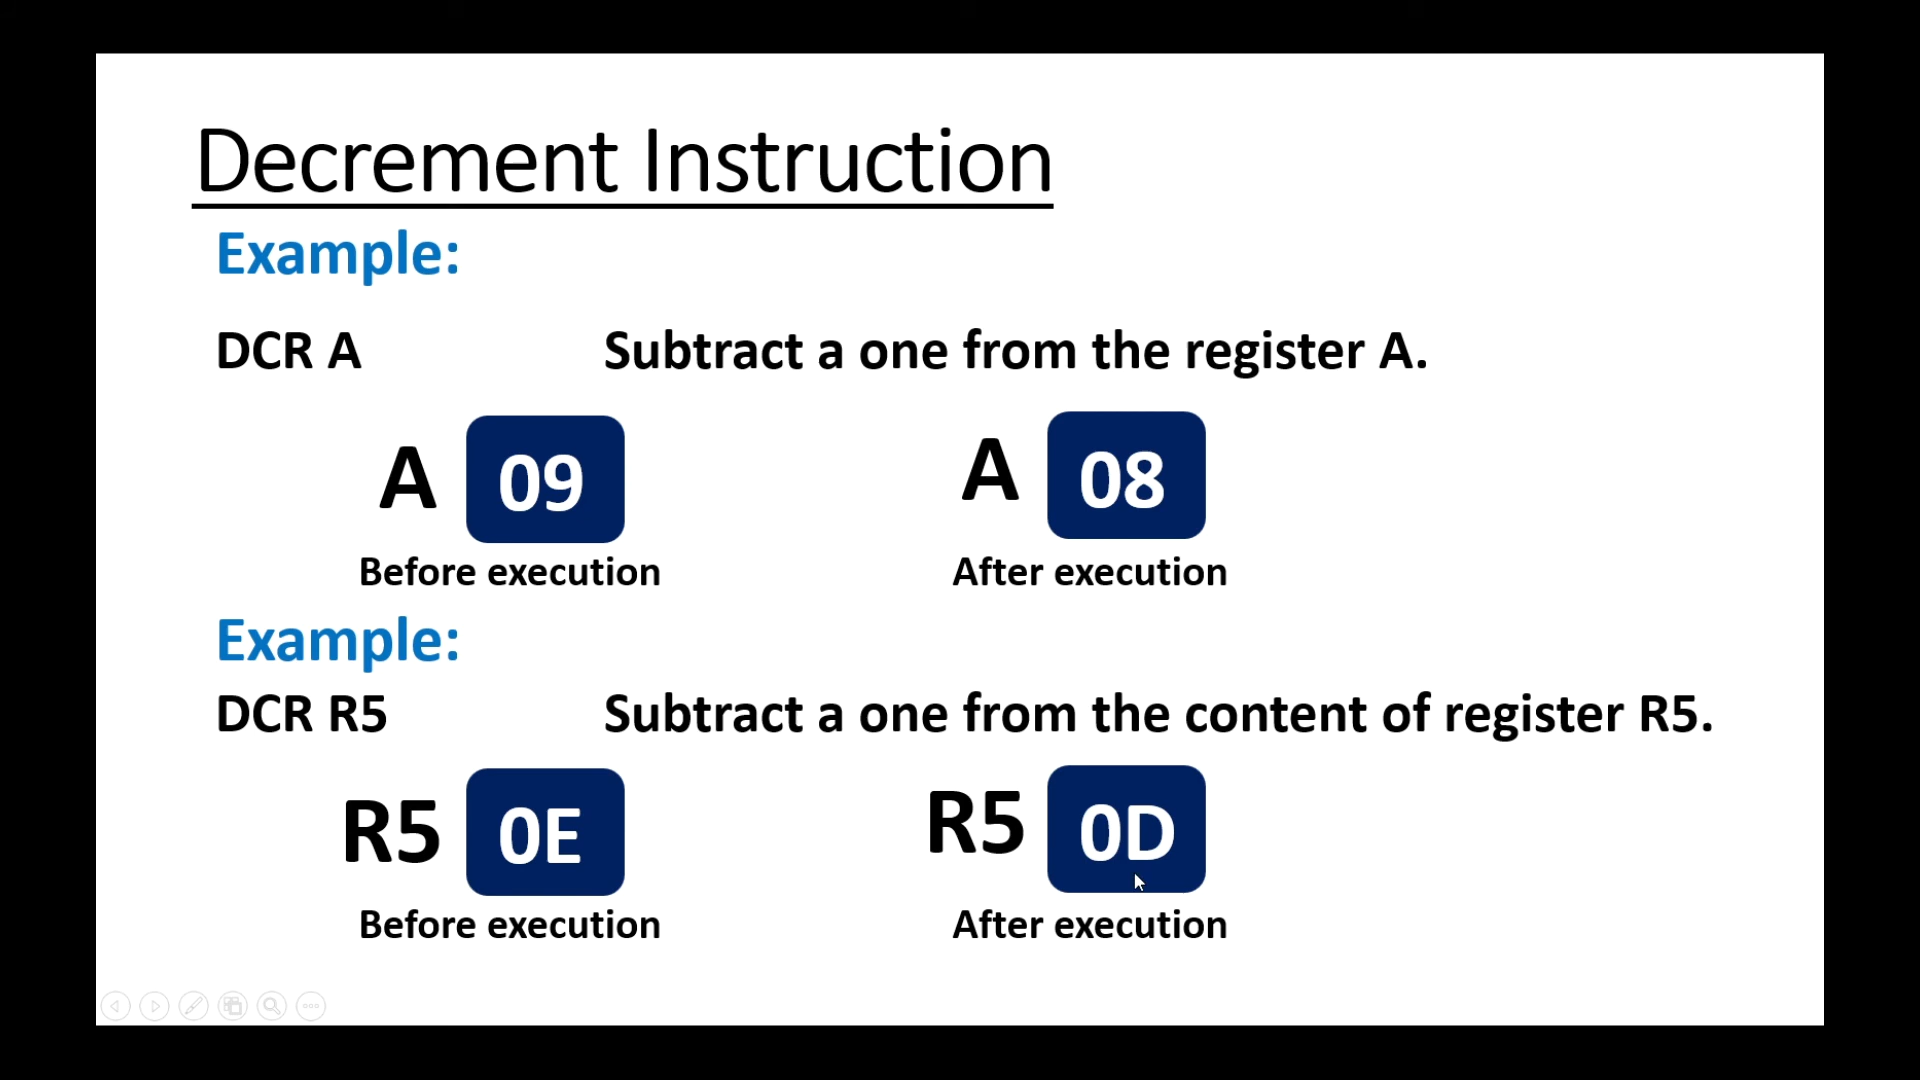 Decrement Instruction
Example:
DCR A Subtract a one from the register A.
A 09 A 08
Before execution After execution
Example:
DCR R5 Subtract a one from the content of register R5.
R5 0E R5 0D
Before execution After execution